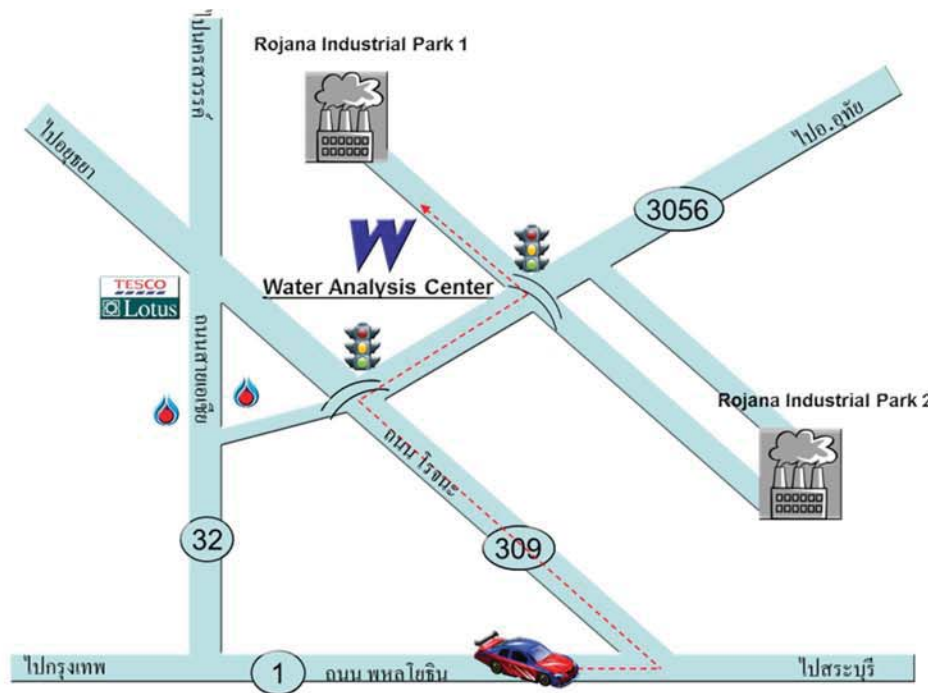 ไปนครสวรรค์
Rojana Industrial Park 1
ไปอยุธยา
ไปอ.อุทัย
3056
W
Water Analysis Center
TESCO
Lotus
ถนนสายเอเซีย
Rojana Industrial Park 2
ถนน โรจนะ
32
309
ไปกรุงเทพ
1
ถนน พหลโยธิน
ไปสระบุรี